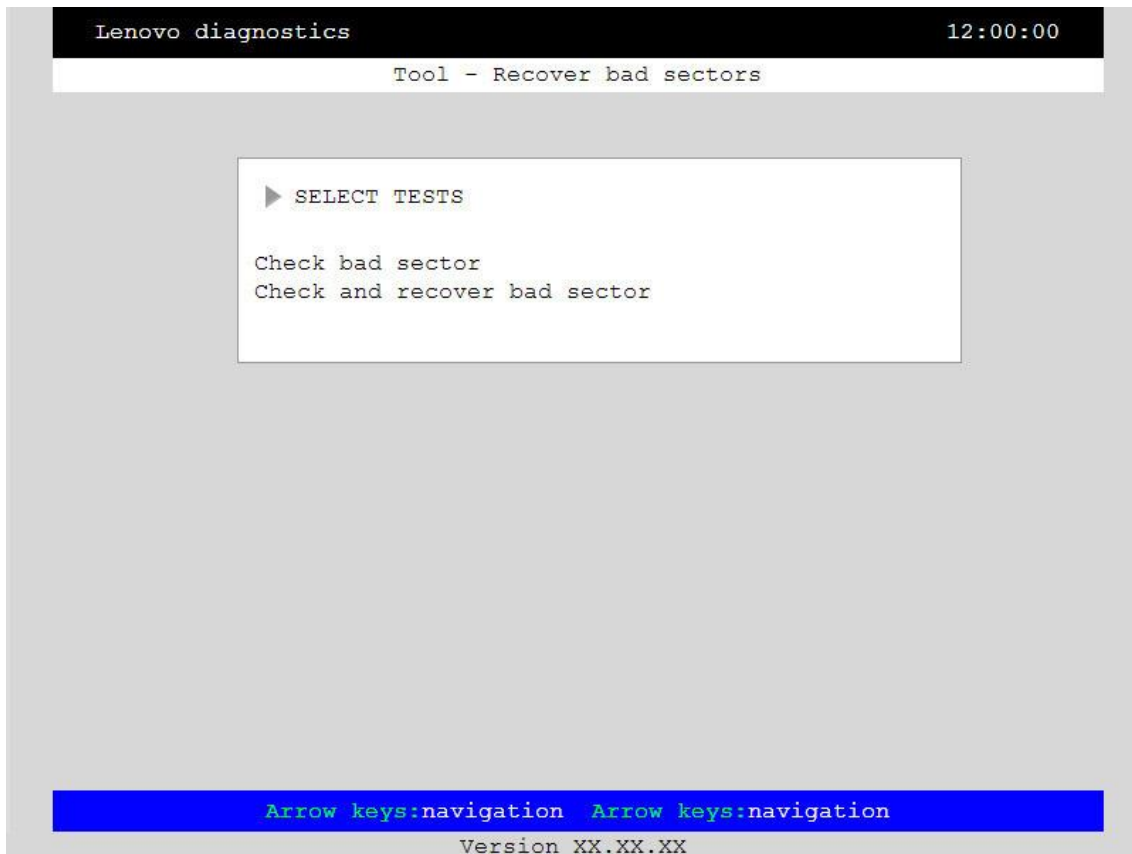 Lenovo diagnostics 12:00:00
Tool - Recover bad sectors
SELECT TESTS
Check bad sector
Check and recover bad sector
Arrow keys:navigation Arrow keys:navigation
Version XX.XX.XX